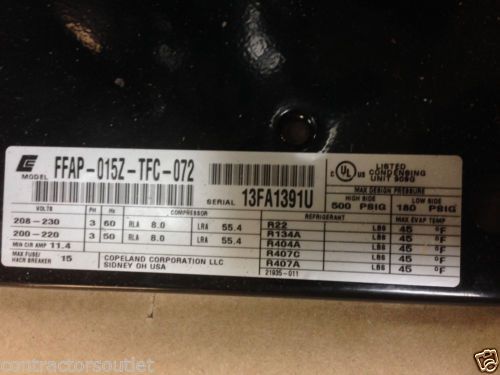 MODEL FFAP-015Z-TFC-072
SERIAL 13FA1391U
C UL US LISTED CONDENSING UNIT 909G
MAX DESIGN PRESSURE
HIGH SIDE LOW SIDE
500 PSIG 180 PSIG
VOLTS PH HZ COMPRESSOR REFRIGERANT MAX EVAP TEMP
208-230 3 60 RLA 8.0 LRA 55.4 R22 LBS 45 °F
200-220 3 50 RLA 8.0 LRA 55.4 R134A LBS 45 °F
MIN CIR AMP 11.4 R404A LBS 45 °F
MAX FUSE/ HACR BREAKER 15 R407C LBS 45 °F
COPELAND CORPORATION LLC R407A LBS 45 °F
SIDNEY OH USA 21935-011
contractorsoutlet